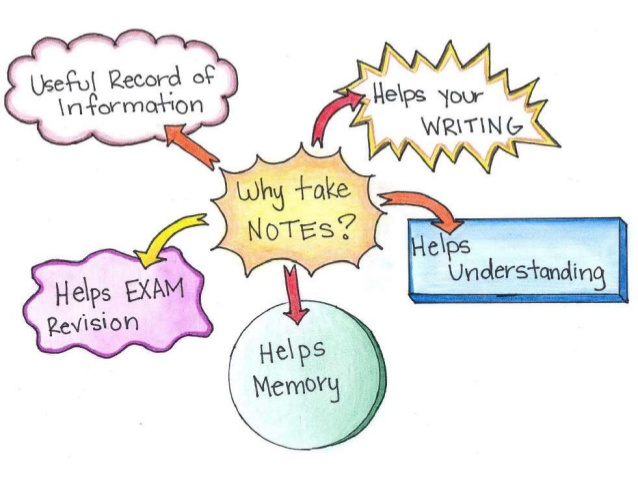 Useful Record of
Information
Helps your
WRITING
Why take
NOTES?
Helps
Understanding
Helps EXAM
Revision
Helps
Memory